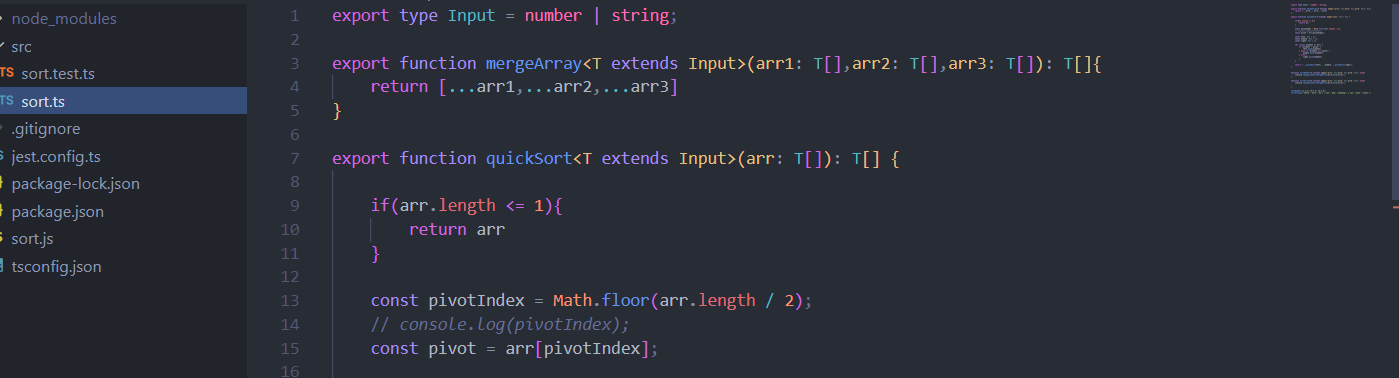 node_modules
src
TS sort.test.ts
TS sort.ts
.gitignore
jest.config.ts
package-lock.json
package.json
sort.js
tsconfig.json
1 export type Input = number | string;
2
3 export function mergeArray<T extends Input>(arr1: T[],arr2: T[],arr3: T[]): T[]{
4 return [...arr1,...arr2,...arr3]
5 }
6
7 export function quickSort<T extends Input>(arr: T[]): T[] {
8
9 if(arr.length <= 1){
10 return arr
11 }
12
13 const pivotIndex = Math.floor(arr.length / 2);
14 // console.log(pivotIndex);
15 const pivot = arr[pivotIndex];
16